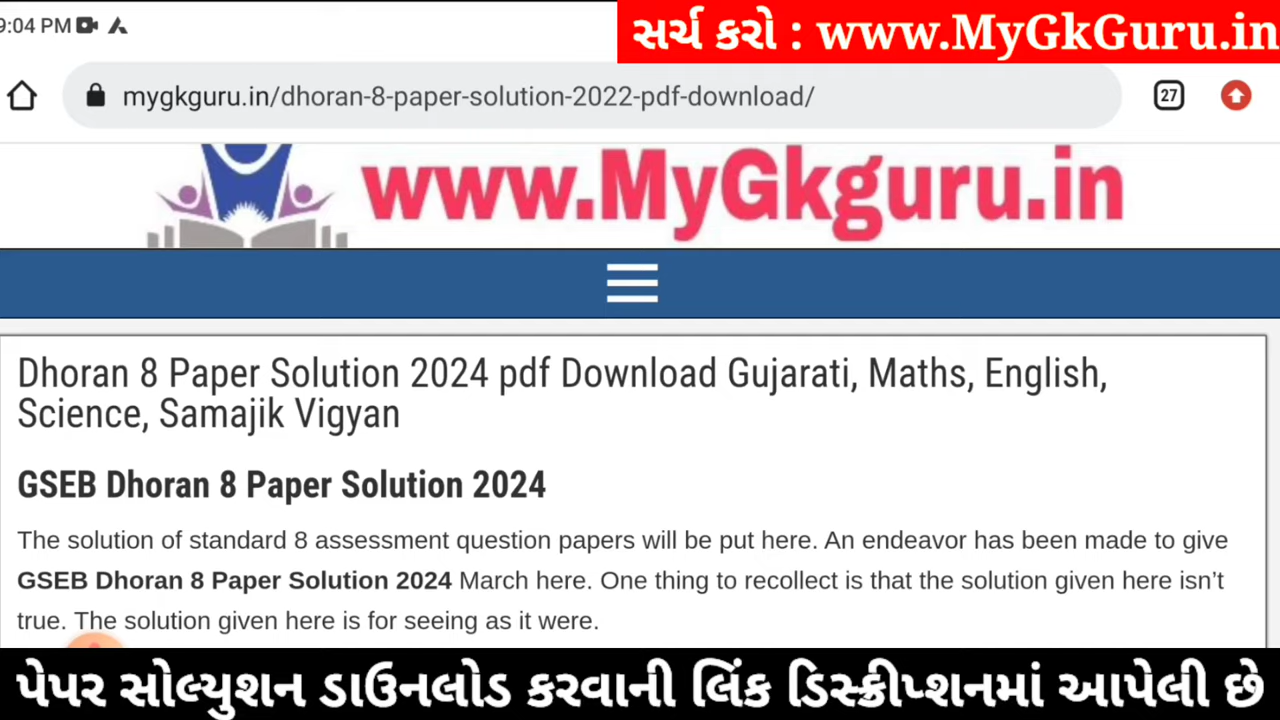 9:04 PM
સર્ચ કરો : www.MyGkGuru.in
mygkguru.in/dhoran-8-paper-solution-2022-pdf-download/
27
www.MyGkguru.in
Dhoran 8 Paper Solution 2024 pdf Download Gujarati, Maths, English,
Science, Samajik Vigyan
GSEB Dhoran 8 Paper Solution 2024
The solution of standard 8 assessment question papers will be put here. An endeavor has been made to give
GSEB Dhoran 8 Paper Solution 2024 March here. One thing to recollect is that the solution given here isn’t
true. The solution given here is for seeing as it were.
પેપર સોલ્યુશન ડાઉનલોડ કરવાની લિંક ડિસ્ક્રીપ્શનમાં આપેલી છે